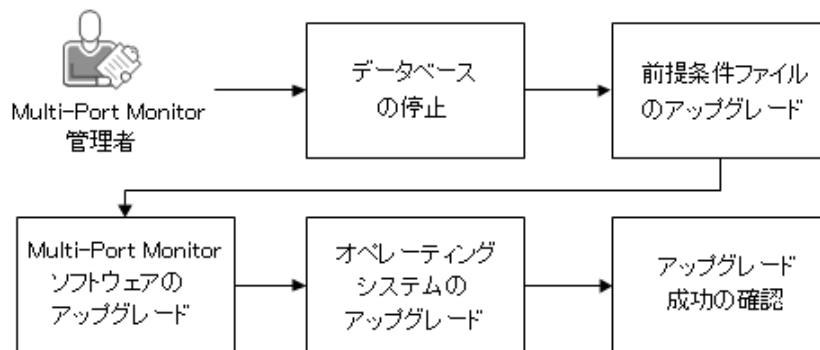 Multi-Port Monitor
管理者
データベース
の停止
前提条件ファイル
のアップグレード
Multi-Port Monitor
ソフトウェアの
アップグレード
オペレーティング
システムの
アップグレード
アップグレード
成功の確認